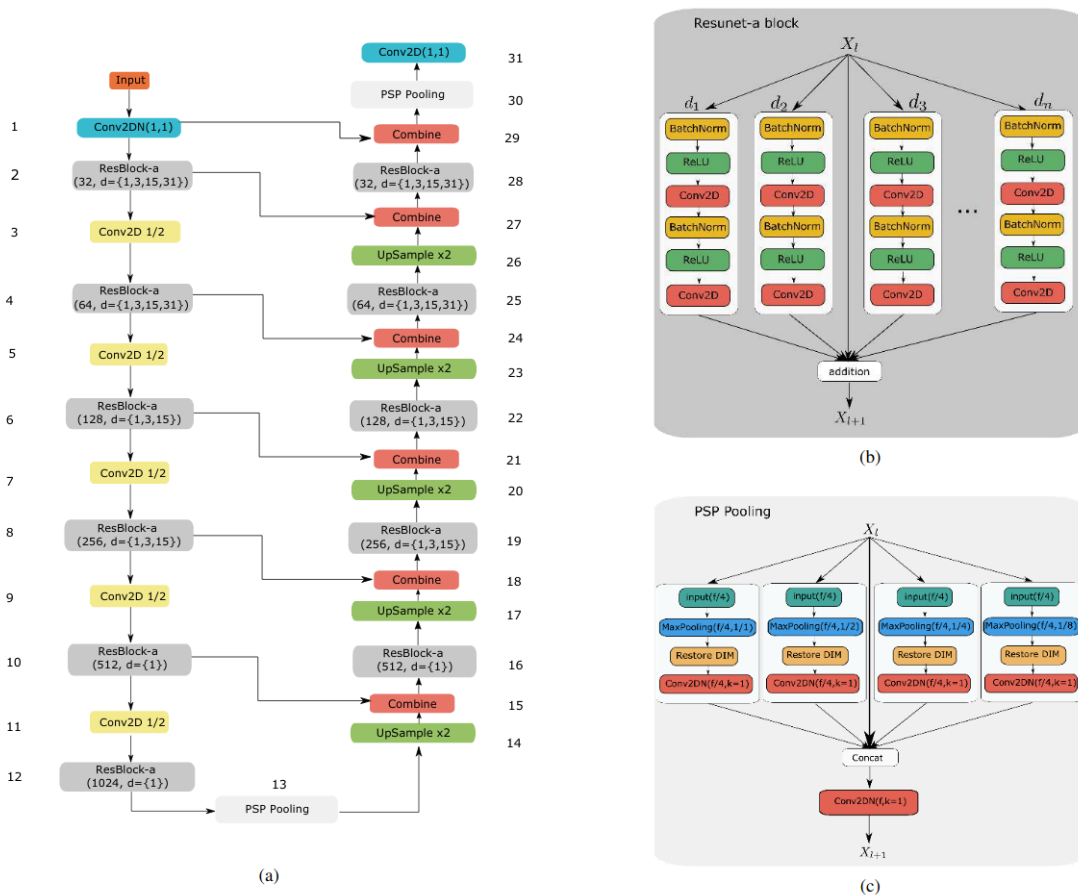 Input
1
Conv2DN(1,1)
2
ResBlock-a
(32, d={1,3,15,31})
3
Conv2D 1/2
4
ResBlock-a
(64, d={1,3,15,31})
5
Conv2D 1/2
6
ResBlock-a
(128, d={1,3,15})
7
Conv2D 1/2
8
ResBlock-a
(256, d={1,3,15})
9
Conv2D 1/2
10
ResBlock-a
(512, d={1})
11
Conv2D 1/2
12
ResBlock-a
(1024, d={1})
13
PSP Pooling
Conv2D(1,1)
31
PSP Pooling
30
Combine
29
ResBlock-a
(32, d={1,3,15,31})
28
Combine
27
UpSample x2
26
ResBlock-a
(64, d={1,3,15,31})
25
Combine
24
UpSample x2
23
ResBlock-a
(128, d={1,3,15})
22
Combine
21
UpSample x2
20
ResBlock-a
(256, d={1,3,15})
19
Combine
18
UpSample x2
17
ResBlock-a
(512, d={1})
16
Combine
15
UpSample x2
14
(a)
Resunet-a block
X_l
d_1 d_2 d_3 d_n
BatchNorm BatchNorm BatchNorm BatchNorm
ReLU ReLU ReLU ReLU
Conv2D Conv2D Conv2D Conv2D
...
BatchNorm BatchNorm BatchNorm BatchNorm
ReLU ReLU ReLU ReLU
Conv2D Conv2D Conv2D Conv2D
addition
X_{l+1}
(b)
PSP Pooling
X_l
input(f/4) input(f/4) input(f/4) input(f/4)
MaxPooling(f/4,1/1) MaxPooling(f/4,1/2) MaxPooling(f/4,1/4) MaxPooling(f/4,1/8)
Restore DIM Restore DIM Restore DIM Restore DIM
Conv2DN(f/4,k=1) Conv2DN(f/4,k=1) Conv2DN(f/4,k=1) Conv2DN(f/4,k=1)
Concat
Conv2DN(f,k=1)
X_{l+1}
(c)